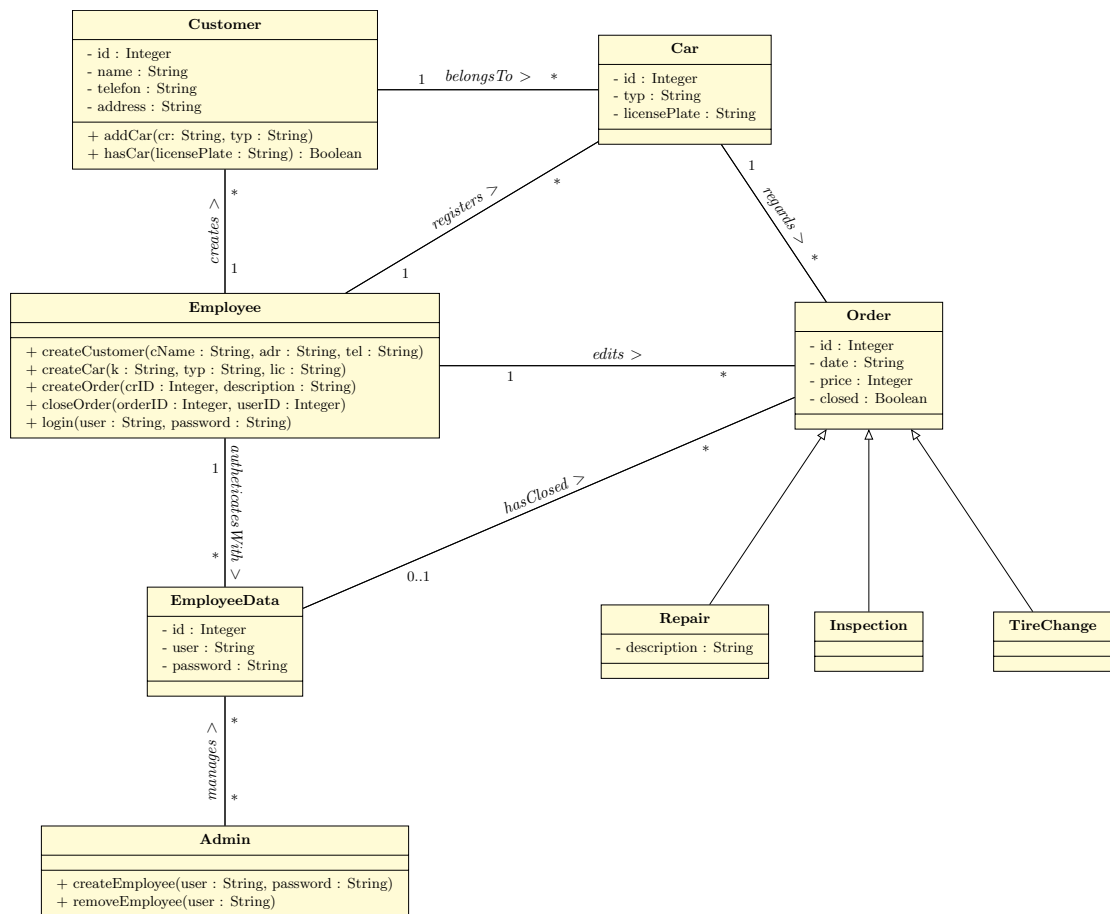 Customer
- id : Integer
- name : String
- telefon : String
- address : String
+ addCar(cr: String, typ : String)
+ hasCar(licensePlate : String) : Boolean
1
belongsTo >
*
Car
- id : Integer
- typ : String
- licensePlate : String
*
creates >
1
registers >
*
1
1
regards >
*
Employee
+ createCustomer(cName : String, adr : String, tel : String)
+ createCar(k : String, typ : String, lic : String)
+ createOrder(crID : Integer, description : String)
+ closeOrder(orderID : Integer, userID : Integer)
+ login(user : String, password : String)
edits >
1
*
Order
- id : Integer
- date : String
- price : Integer
- closed : Boolean
1
autheticatesWith >
*
*
hasClosed >
0..1
EmployeeData
- id : Integer
- user : String
- password : String
Repair
- description : String
Inspection
TireChange
*
manages >
*
Admin
+ createEmployee(user : String, password : String)
+ removeEmployee(user : String)